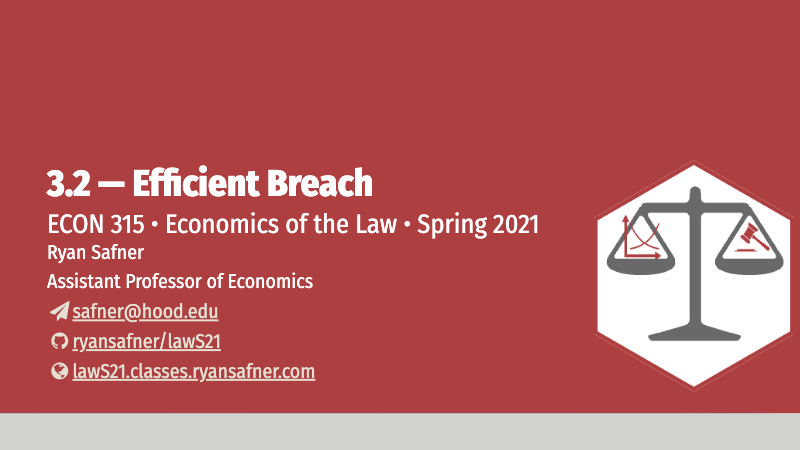 3.2 — Efficient Breach
ECON 315 • Economics of the Law • Spring 2021
Ryan Safner
Assistant Professor of Economics
safner@hood.edu
ryansafner/lawS21
lawS21.classes.ryansafner.com